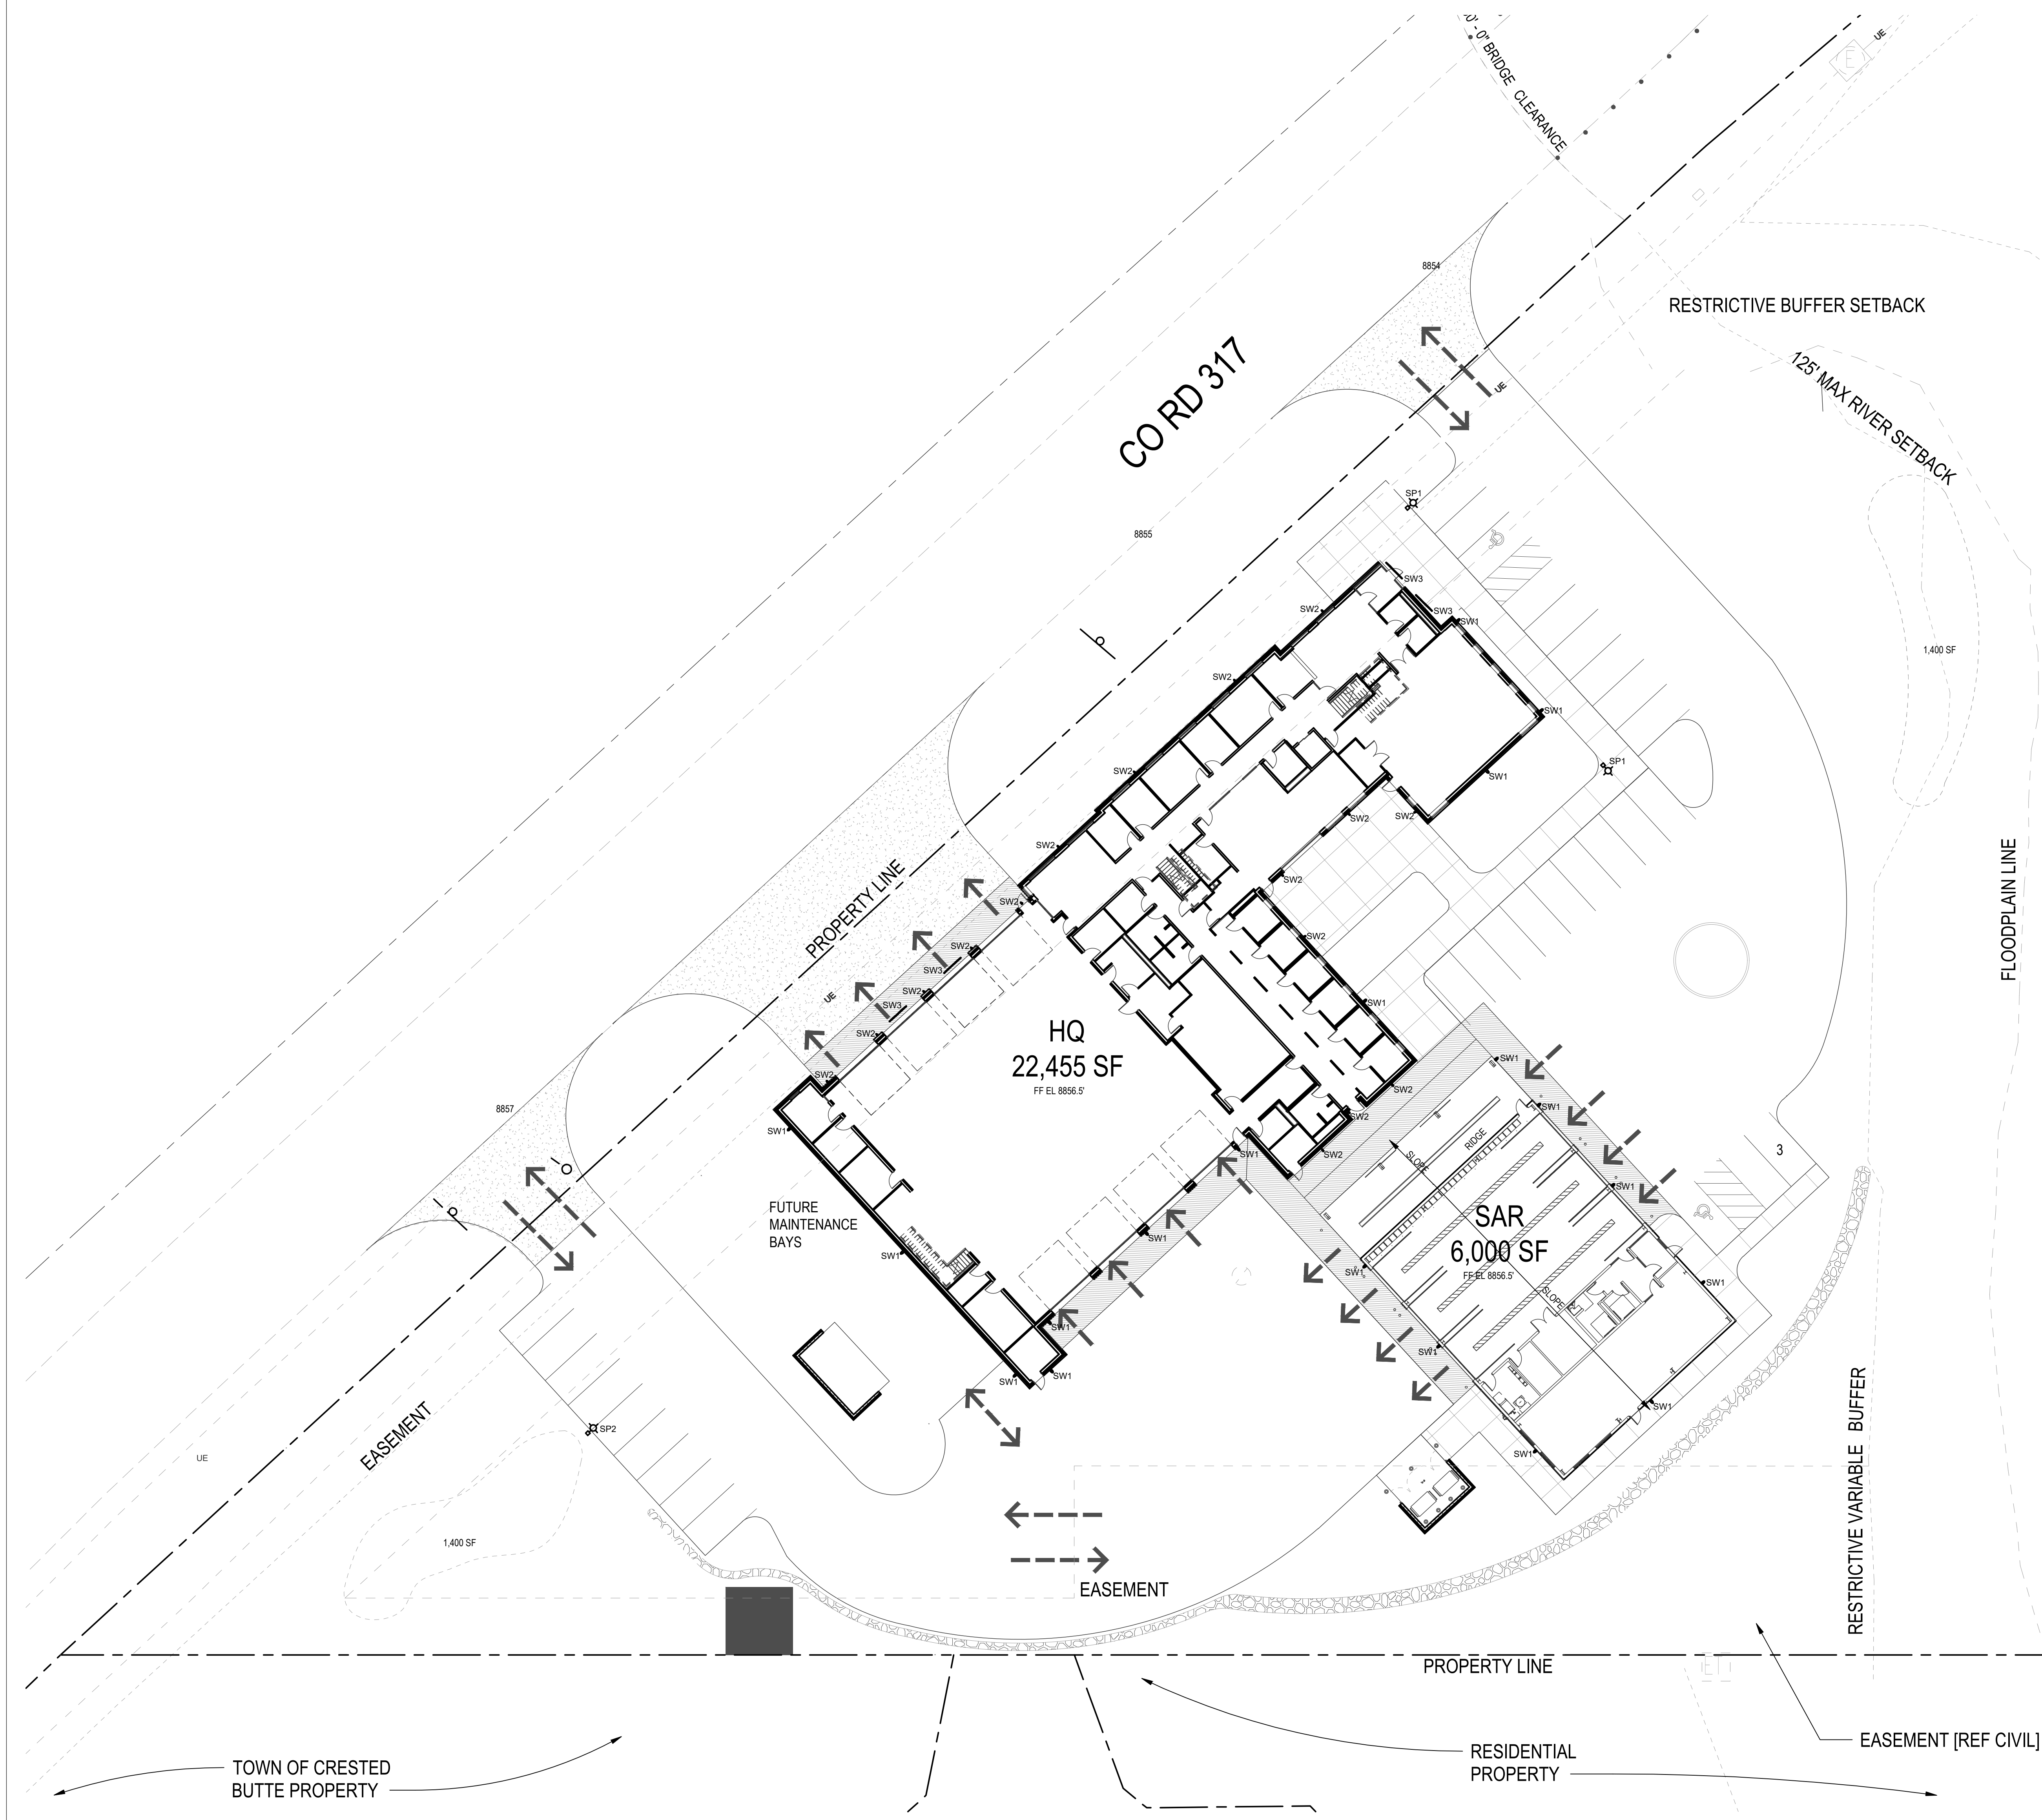 0' - 0" BRIDGE CLEARANCE
UE
E
8854
RESTRICTIVE BUFFER SETBACK
CO RD 317
UE
125' MAX RIVER SETBACK
SP1
8855
SW3
SW2
SW3
SW1
1,400 SF
SW2
SW1
SW2
SP1
SW1
SW2
SW2
SW2
FLOODPLAIN LINE
PROPERTY LINE
SW2
SW2
SW2
SW2
SW3
UE
SW2
SW3
SW1
SW2
HQ
22,455 SF
FF EL 8856.5'
SW1
SW2
SW2
8857
SW1
SW1
SW2
SW1
SW2
3
RIDGE
SLOPE
SW1
FUTURE
MAINTENANCE
BAYS
SAR
6,000 SF
FF EL 8856.5'
SW1
SW1
SW1
SLOPE
SW1
SW1
SW1
SW1
SW1
SW1
EASEMENT
SP2
SW1
UE
1,400 SF
RESTRICTIVE VARIABLE BUFFER
EASEMENT
PROPERTY LINE
E
EASEMENT [REF CIVIL]
RESIDENTIAL
PROPERTY
TOWN OF CRESTED
BUTTE PROPERTY